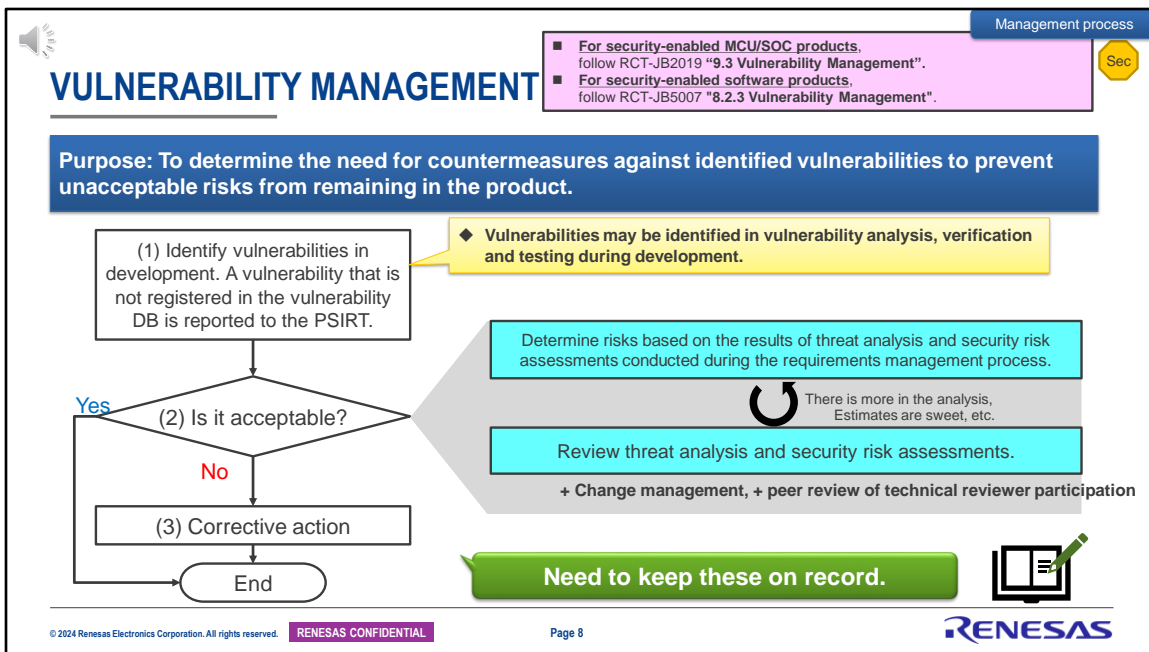 Management process
Sec
■ For security-enabled MCU/SOC products,
follow RCT-JB2019 “9.3 Vulnerability Management”.
■ For security-enabled software products,
follow RCT-JB5007 "8.2.3 Vulnerability Management".
VULNERABILITY MANAGEMENT
Purpose: To determine the need for countermeasures against identified vulnerabilities to prevent
unacceptable risks from remaining in the product.
(1) Identify vulnerabilities in
development. A vulnerability that is
not registered in the vulnerability
DB is reported to the PSIRT.
◆ Vulnerabilities may be identified in vulnerability analysis, verification
and testing during development.
Determine risks based on the results of threat analysis and security risk
assessments conducted during the requirements management process.
There is more in the analysis,
Estimates are sweet, etc.
Yes
(2) Is it acceptable?
Review threat analysis and security risk assessments.
No
+ Change management, + peer review of technical reviewer participation
(3) Corrective action
End
Need to keep these on record.
© 2024 Renesas Electronics Corporation. All rights reserved.
RENESAS CONFIDENTIAL
Page 8
RENESAS